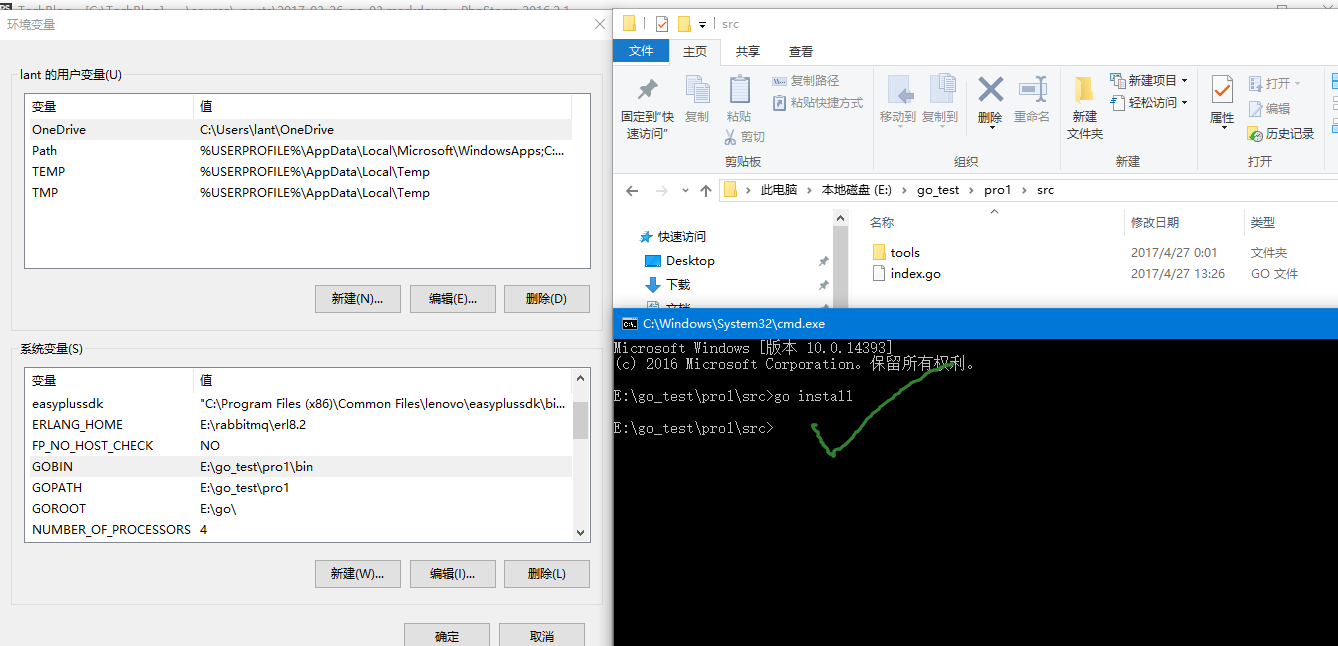 环境变量
lant 的用户变量(U)
变量 值
OneDrive C:\Users\lant\OneDrive
Path %USERPROFILE%\AppData\Local\Microsoft\WindowsApps;C:...
TEMP %USERPROFILE%\AppData\Local\Temp
TMP %USERPROFILE%\AppData\Local\Temp
新建(N)... 编辑(E)... 删除(D)
系统变量(S)
变量 值
easyplussdk "C:\Program Files (x86)\Common Files\lenovo\easyplussdk\bi...
ERLANG_HOME E:\rabbitmq\erl8.2
FP_NO_HOST_CHECK NO
GOBIN E:\go_test\pro1\bin
GOPATH E:\go_test\pro1
GOROOT E:\go\
NUMBER_OF_PROCESSORS 4
新建(W)... 编辑(I)... 删除(L)
确定 取消
src
文件 主页 共享 查看
固定到"快速访问"
复制
粘贴
复制路径
粘贴快捷方式
剪切
剪贴板
移动到 复制到 删除 重命名
组织
新建文件夹
新建项目
轻松访问
新建
属性
打开
编辑
历史记录
打开
此电脑 本地磁盘 (E:) go_test pro1 src
快速访问
Desktop
下载
名称 修改日期 类型
tools 2017/4/27 0:01 文件夹
index.go 2017/4/27 13:26 GO 文件
C:\Windows\System32\cmd.exe
Microsoft Windows [版本 10.0.14393]
(c) 2016 Microsoft Corporation。保留所有权利。
E:\go_test\pro1\src>go install
E:\go_test\pro1\src>